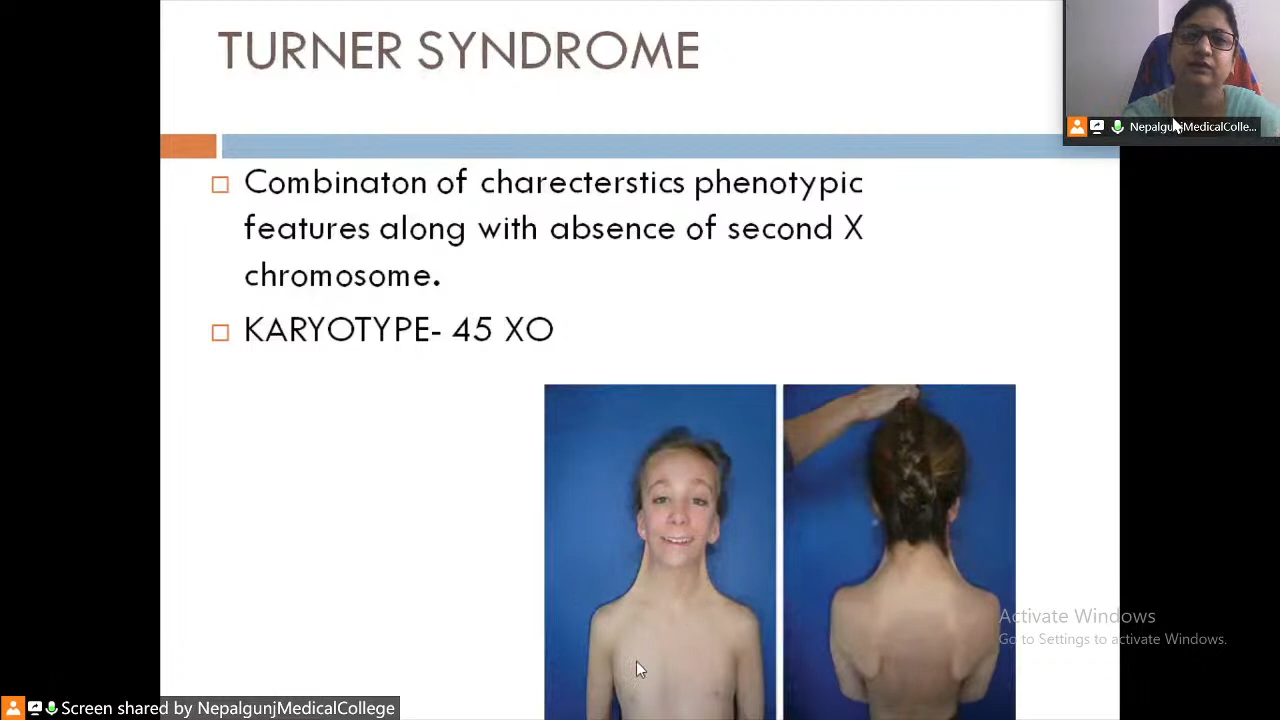 TURNER SYNDROME
NepalgunjMedicalColle...
Combinaton of charecterstics phenotypic
features along with absence of second X
chromosome.
KARYOTYPE- 45 XO
Activate Windows
Go to Settings to activate Windows.
Screen shared by NepalgunjMedicalCollege